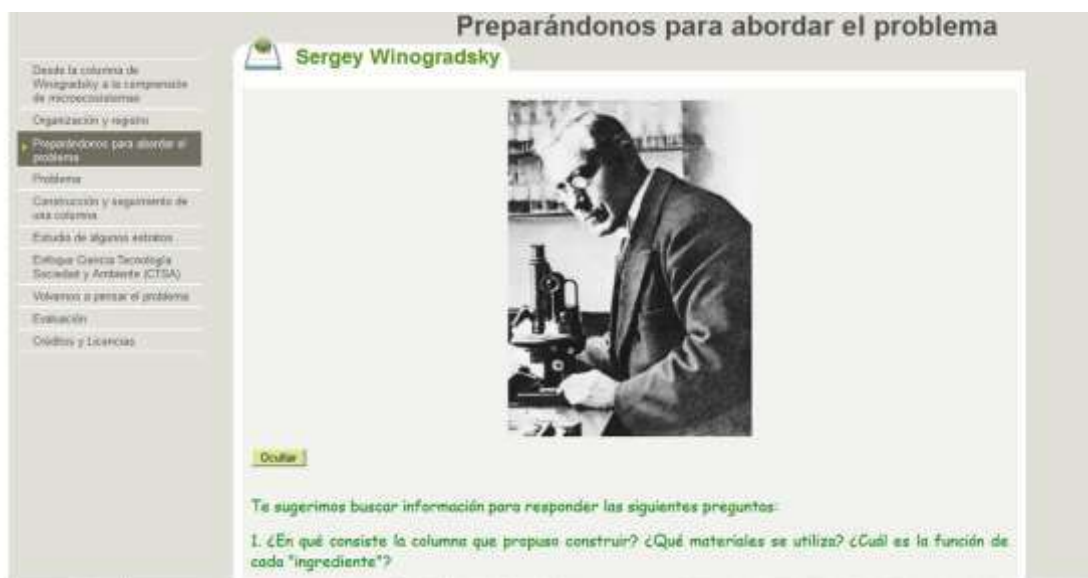 Preparándonos para abordar el problema
Sergey Winogradsky
Desde la columna de
Winogradsky a la comprensión
de microecosistemas
Organización y registro
Preparándonos para abordar el
problema
Problema
Construcción y seguimiento de
una columna
Estudio de algunos estratos
Enfoque Ciencia Tecnología
Sociedad y Ambiente (CTSA)
Volvamos a pensar el problema
Evaluación
Créditos y Licencias
Ocultar
Te sugerimos buscar información para responder las siguientes preguntas:
1. ¿En qué consiste la columna que propuso construir? ¿Qué materiales se utiliza? ¿Cuál es la función de
cada "ingrediente"?